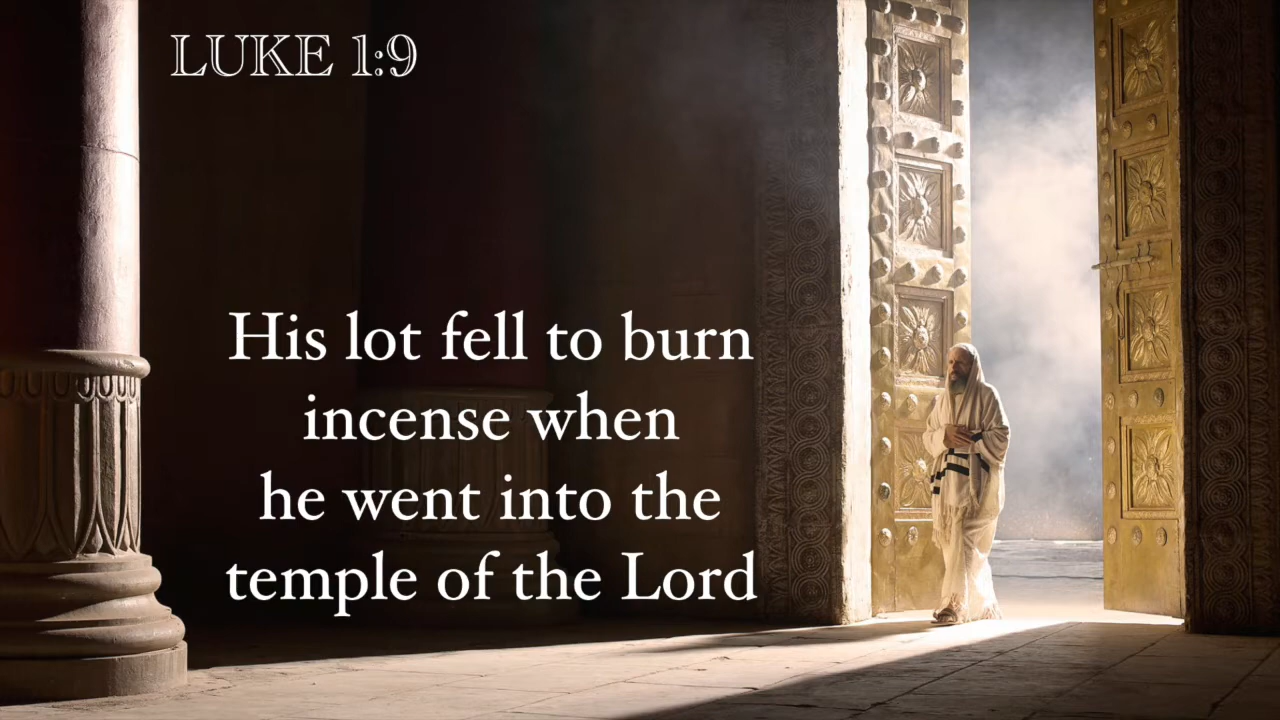 LUKE 1:9
His lot fell to burn
incense when
he went into the
temple of the Lord